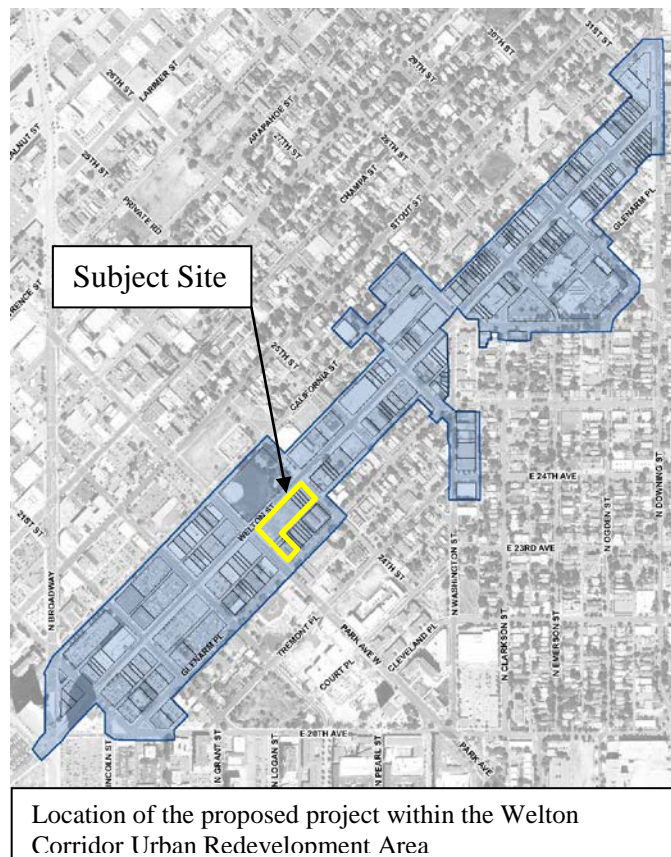 31ST ST
30TH ST
29TH ST
28TH ST
LARIMER ST
26TH ST
ARAPAHOE ST
27TH ST
25TH ST
CHAMPA ST
STOUT ST
PRIVATE RD
GLENARM PL
Subject Site
25TH ST
CALIFORNIA ST
21ST ST
WELTON ST
E 24TH AVE
N DOWNING ST
N OGDEN ST
E 23RD AVE
24TH ST
N WASHINGTON ST
N BROADWAY
GLENARM PL
TREMONT PL
PARK AVE W
CLEVELAND PL
COURT PL
N CLARKSON ST
N EMERSON ST
E 20TH AVE
N GRANT ST
N LOGAN ST
N PEARL ST
PARK AVE
Location of the proposed project within the Welton
Corridor Urban Redevelopment Area